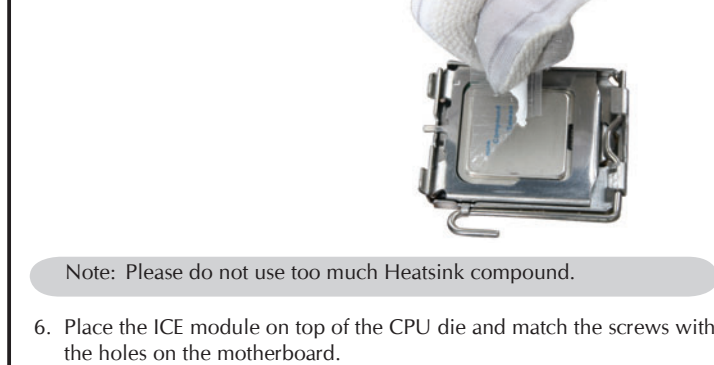 Note: Please do not use too much Heatsink compound.
6. Place the ICE module on top of the CPU die and match the screws with
the holes on the motherboard.